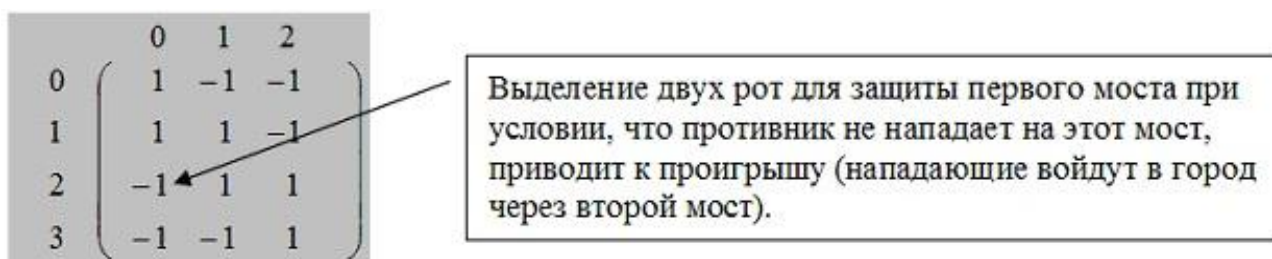 0 1 2
0 1 −1 −1
1 1 1 −1
2 −1 1 1
3 −1 −1 1
Выделение двух рот для защиты первого моста при
условии, что противник не нападает на этот мост,
приводит к проигрышу (нападающие войдут в город
через второй мост).